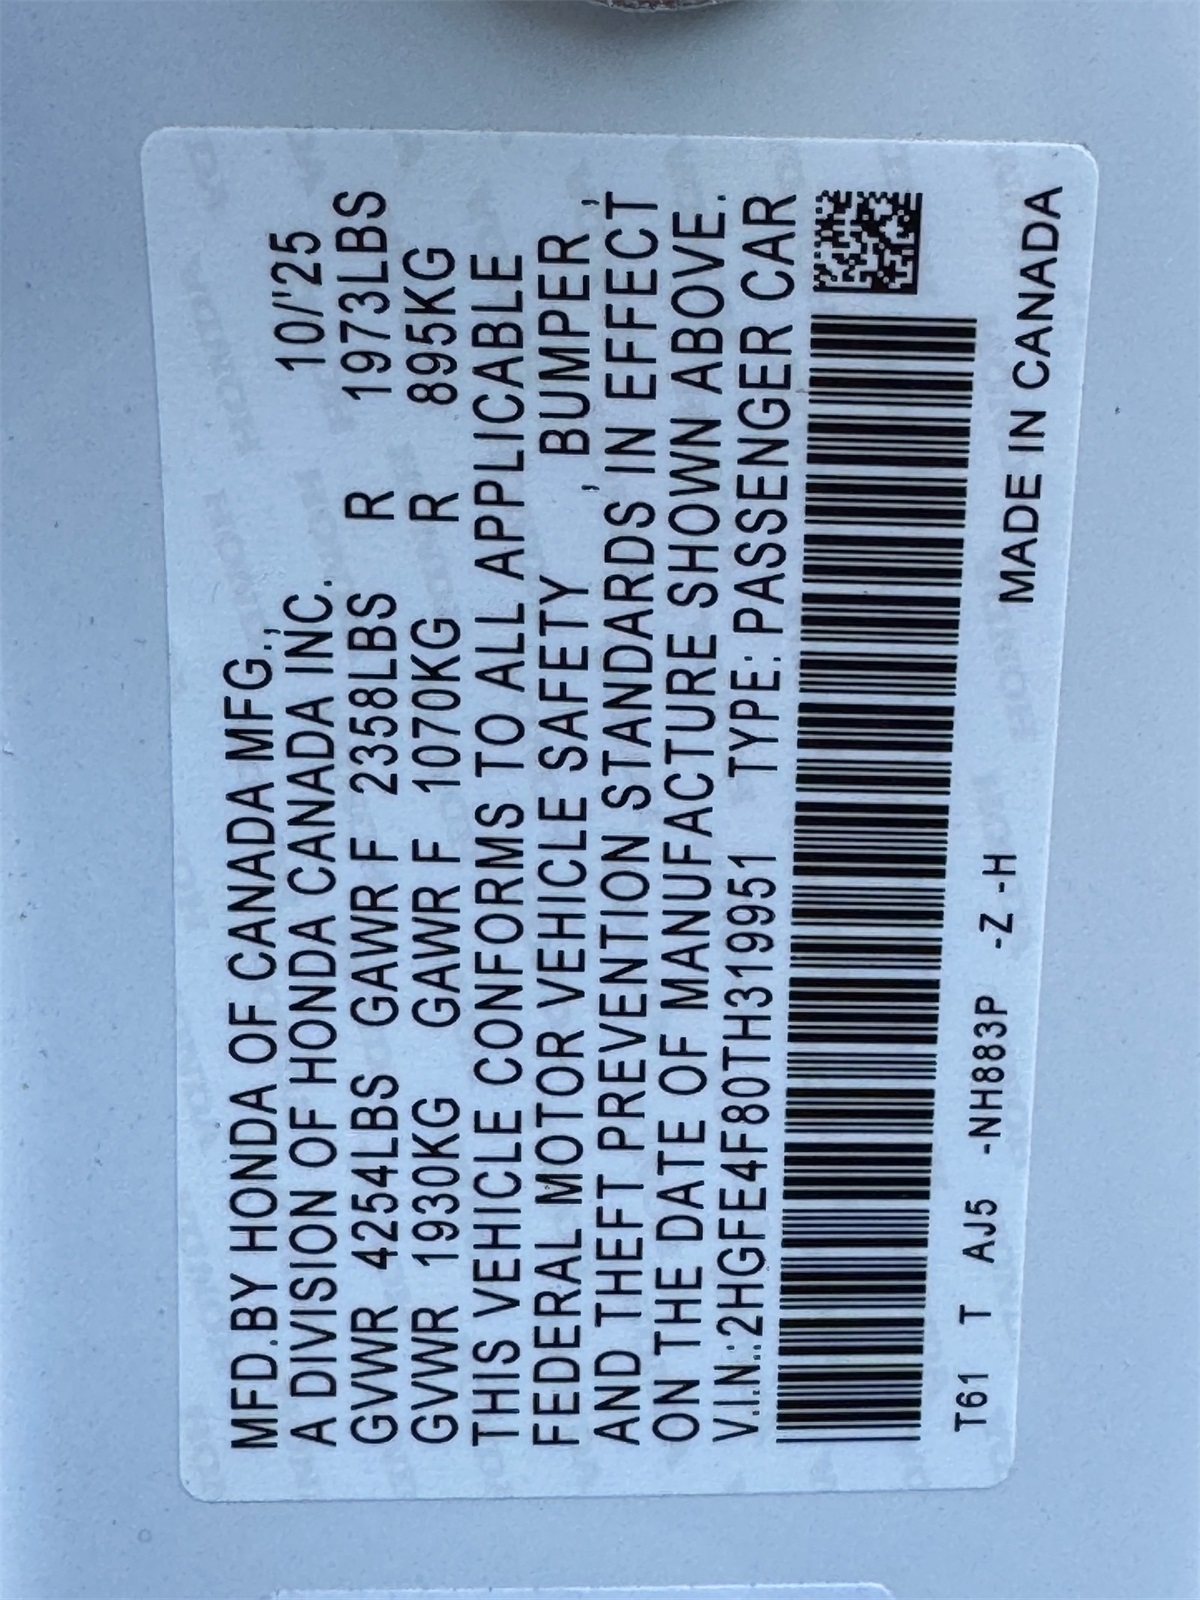 MFD.BY HONDA OF CANADA MFG.,
A DIVISION OF HONDA CANADA INC. 10/'25
GVWR 4254LBS GAWR F 2358LBS R 1973LBS
GVWR 1930KG GAWR F 1070KG R 895KG
THIS VEHICLE CONFORMS TO ALL APPLICABLE
FEDERAL MOTOR VEHICLE SAFETY , BUMPER ,
AND THEFT PREVENTION STANDARDS IN EFFECT
ON THE DATE OF MANUFACTURE SHOWN ABOVE.
V.I.N.:2HGFE4F80TH319951 TYPE: PASSENGER CAR
T61 T AJ5 -NH883P -Z -H MADE IN CANADA